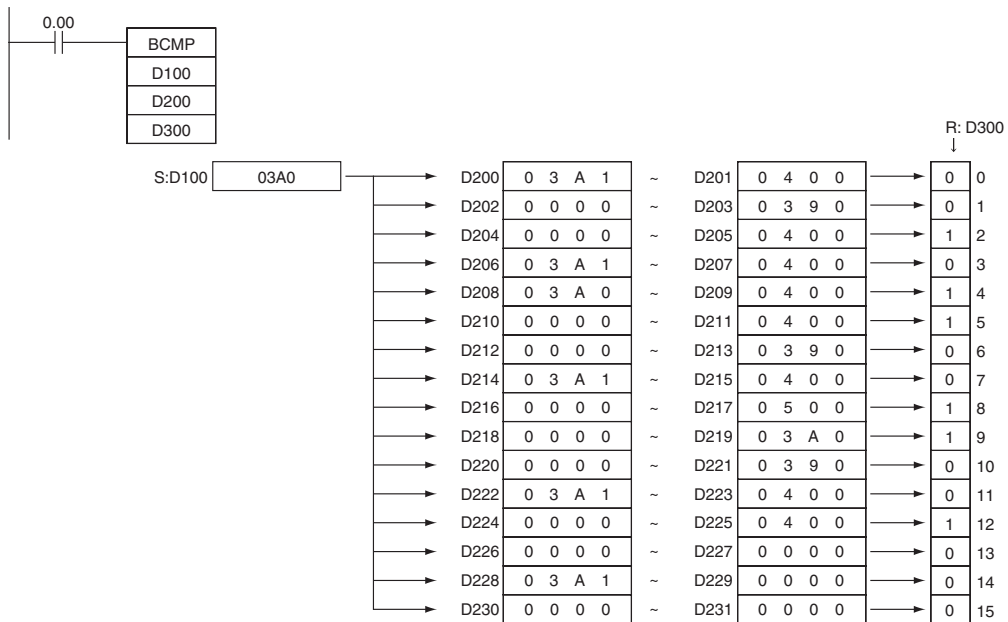 0.00
BCMP
D100
D200
D300
R: D300
↓
S:D100 03A0 D200 0 3 A 1 ~ D201 0 4 0 0 0 0
D202 0 0 0 0 ~ D203 0 3 9 0 0 1
D204 0 0 0 0 ~ D205 0 4 0 0 1 2
D206 0 3 A 1 ~ D207 0 4 0 0 0 3
D208 0 3 A 0 ~ D209 0 4 0 0 1 4
D210 0 0 0 0 ~ D211 0 4 0 0 1 5
D212 0 0 0 0 ~ D213 0 3 9 0 0 6
D214 0 3 A 1 ~ D215 0 4 0 0 0 7
D216 0 0 0 0 ~ D217 0 5 0 0 1 8
D218 0 0 0 0 ~ D219 0 3 A 0 1 9
D220 0 0 0 0 ~ D221 0 3 9 0 0 10
D222 0 3 A 1 ~ D223 0 4 0 0 0 11
D224 0 0 0 0 ~ D225 0 4 0 0 1 12
D226 0 0 0 0 ~ D227 0 0 0 0 0 13
D228 0 3 A 1 ~ D229 0 0 0 0 0 14
D230 0 0 0 0 ~ D231 0 0 0 0 0 15